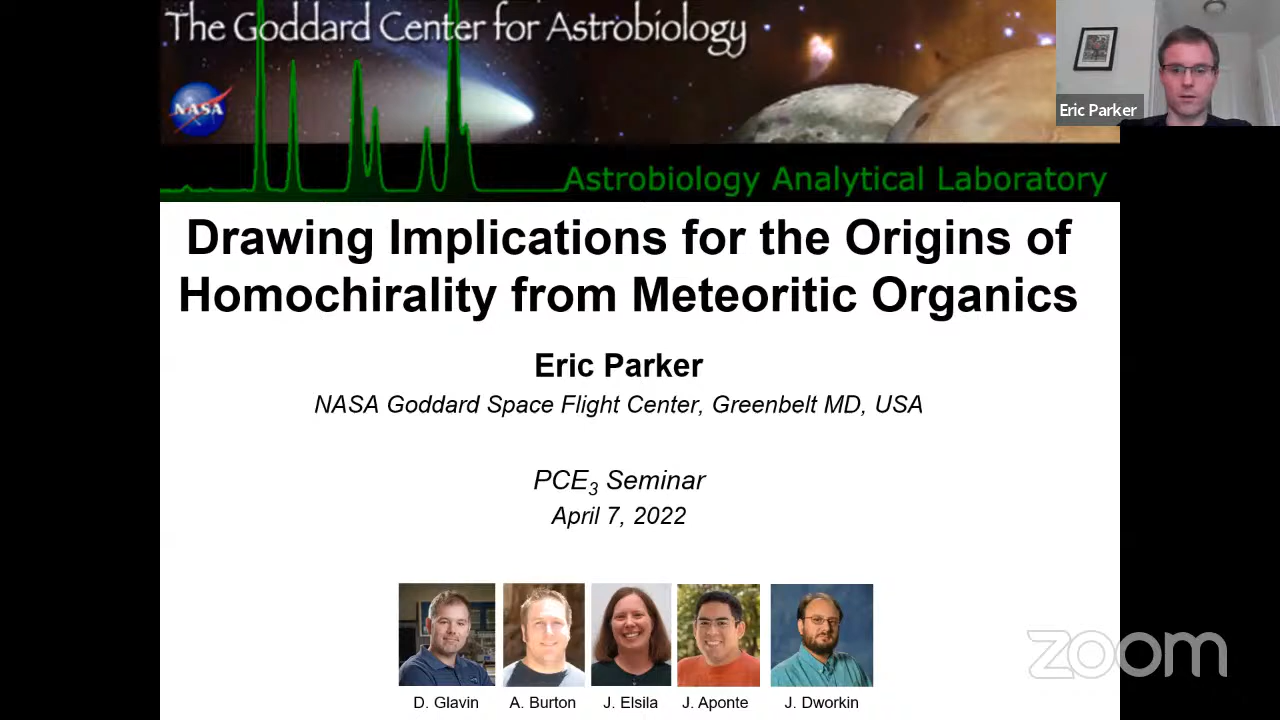 The Goddard Center for Astrobiology
NASA
Eric Parker
Astrobiology Analytical Laboratory
Drawing Implications for the Origins of
Homochirality from Meteoritic Organics
Eric Parker
NASA Goddard Space Flight Center, Greenbelt MD, USA
PCE3 Seminar
April 7, 2022
D. Glavin A. Burton J. Elsila J. Aponte J. Dworkin
zoom